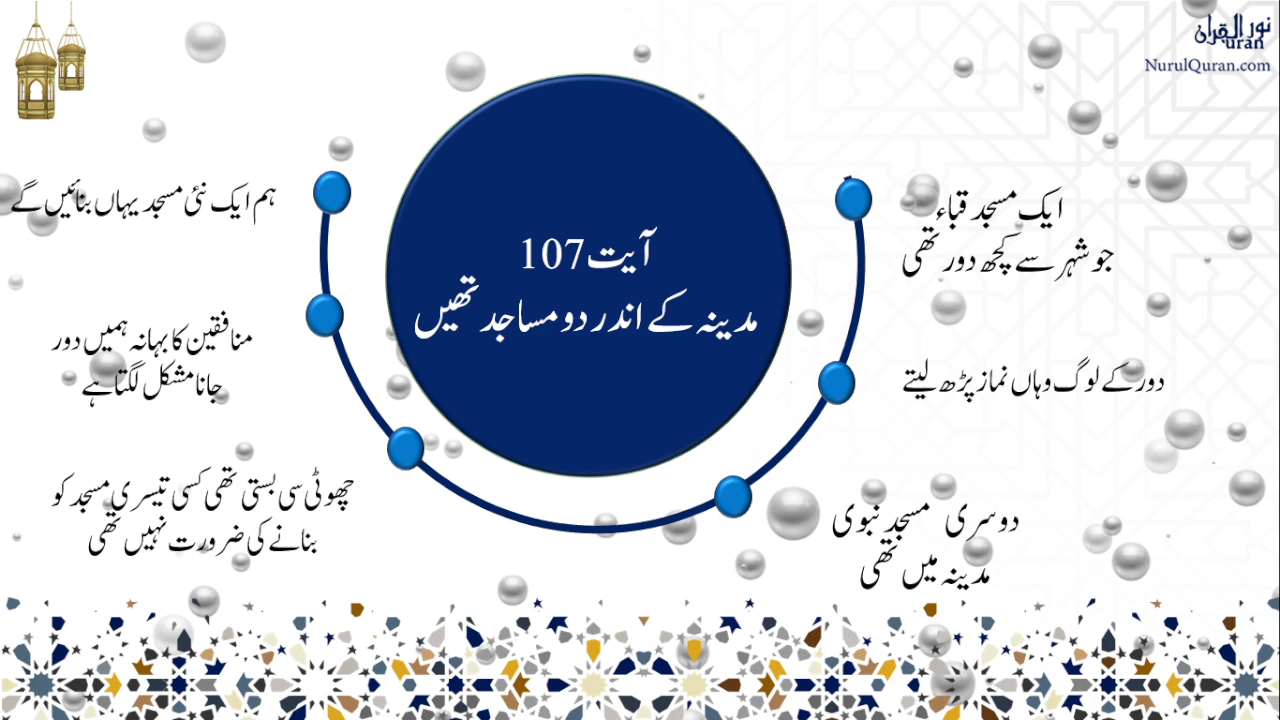 نور القرآن
uran
NurulQuran.com
آیت 107
مدینہ کے اندر دو مساجد تھیں
ایک مسجد قباء
جو شہر سے کچھ دور تھی
دور کے لوگ وہاں نماز پڑھ لیتے
دوسری مسجد نبوی
مدینہ میں تھی
چھوٹی سی بستی تھی کسی تیسری مسجد کو
بنانے کی ضرورت نہیں تھی
منافقین کا بہانہ ہمیں دور
جانا مشکل لگتا ہے
ہم ایک نئی مسجد یہاں بنائیں گے